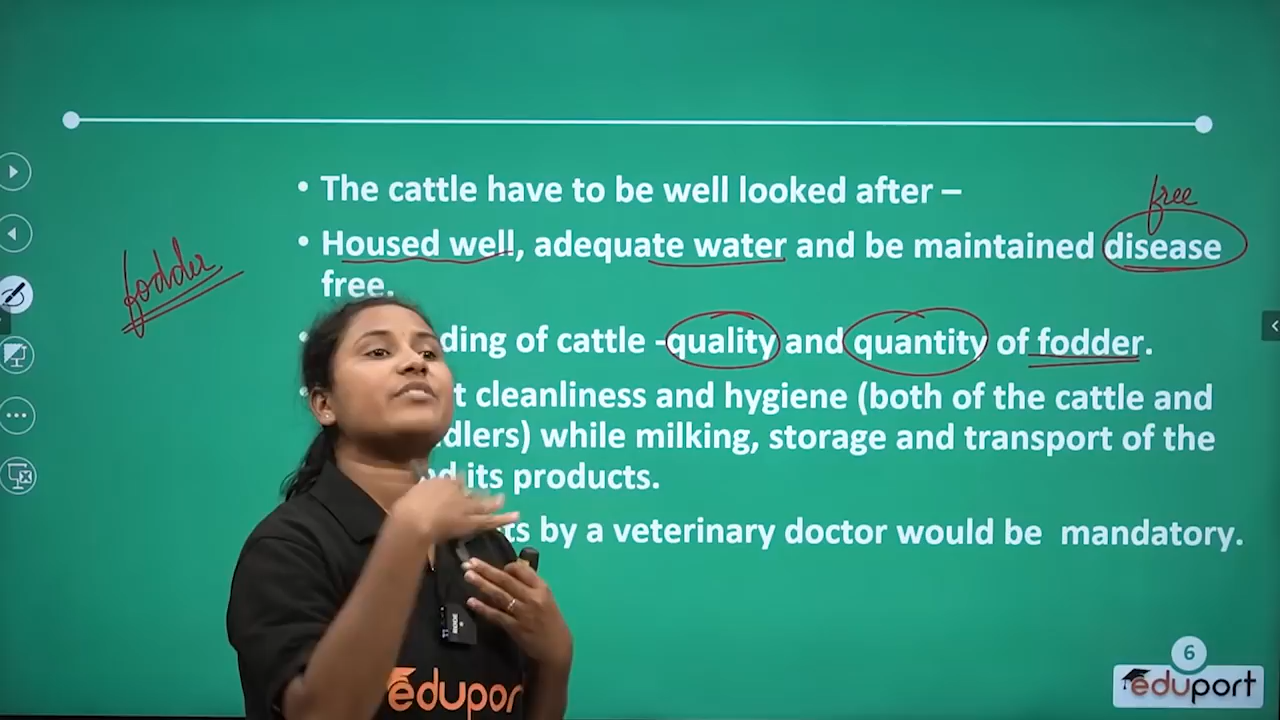 • The cattle have to be well looked after –
free
• Housed well, adequate water and be maintained disease
free.
fodder
ding of cattle -quality and quantity of fodder.
t cleanliness and hygiene (both of the cattle and
dlers) while milking, storage and transport of the
d its products.
ts by a veterinary doctor would be mandatory.
eduport
6
eduport